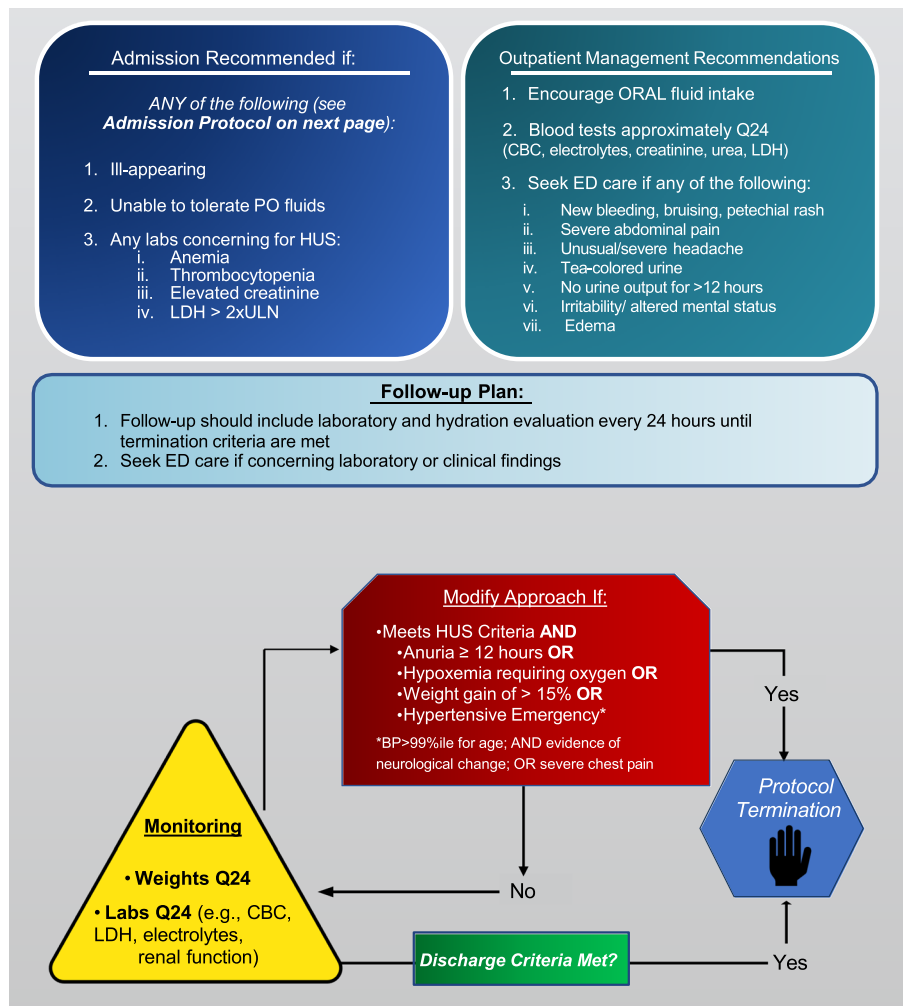 Admission Recommended if:
ANY of the following (see
Admission Protocol on next page):
1. Ill-appearing
2. Unable to tolerate PO fluids
3. Any labs concerning for HUS:
i. Anemia
ii. Thrombocytopenia
iii. Elevated creatinine
iv. LDH > 2xULN
Outpatient Management Recommendations
1. Encourage ORAL fluid intake
2. Blood tests approximately Q24
(CBC, electrolytes, creatinine, urea, LDH)
3. Seek ED care if any of the following:
i. New bleeding, bruising, petechial rash
ii. Severe abdominal pain
iii. Unusual/severe headache
iv. Tea-colored urine
v. No urine output for >12 hours
vi. Irritability/ altered mental status
vii. Edema
Follow-up Plan:
1. Follow-up should include laboratory and hydration evaluation every 24 hours until
termination criteria are met
2. Seek ED care if concerning laboratory or clinical findings
Modify Approach If:
•Meets HUS Criteria AND
•Anuria ≥ 12 hours OR
•Hypoxemia requiring oxygen OR
•Weight gain of > 15% OR
•Hypertensive Emergency*
*BP>99%ile for age; AND evidence of
neurological change; OR severe chest pain
Yes
Protocol
Termination
Monitoring
• Weights Q24
• Labs Q24 (e.g., CBC,
LDH, electrolytes,
renal function)
No
Discharge Criteria Met?
Yes